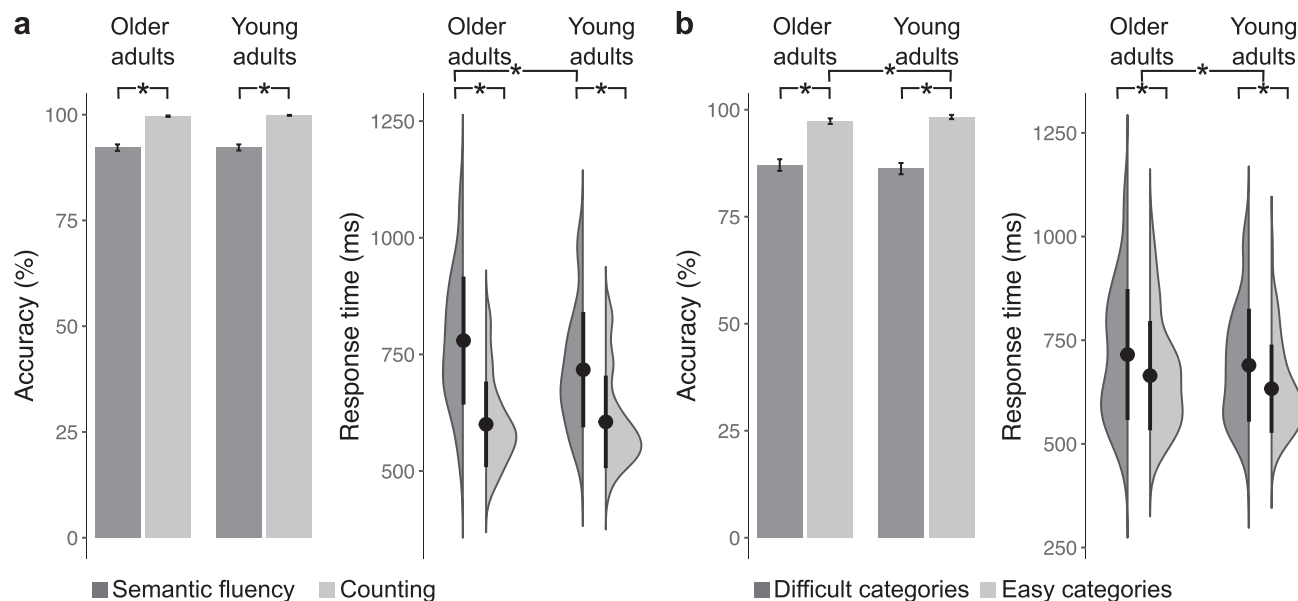 a
Older
adults
Young
adults
*
*
Accuracy (%)
100
75
50
25
0
Older
adults
Young
adults
*
*
*
Response time (ms)
1250
1000
750
500
Semantic fluency
Counting
b
Older
adults
Young
adults
*
*
*
Accuracy (%)
100
75
50
25
0
Older
adults
Young
adults
*
*
*
Response time (ms)
1250
1000
750
500
250
Difficult categories
Easy categories